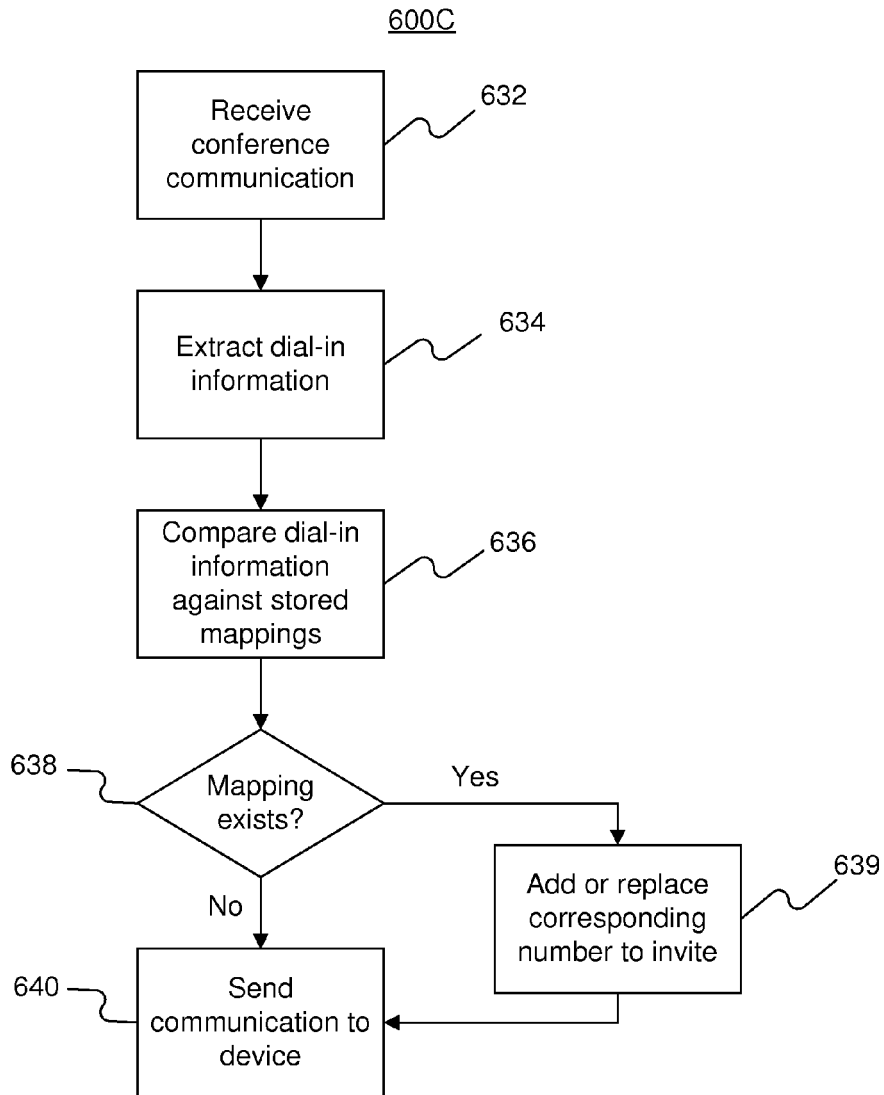 600C
Receive
conference
communication
632
Extract dial-in
information
634
Compare dial-in
information
against stored
mappings
636
638
Mapping
exists?
Yes
No
Add or replace
corresponding
number to invite
639
640
Send
communication to
device